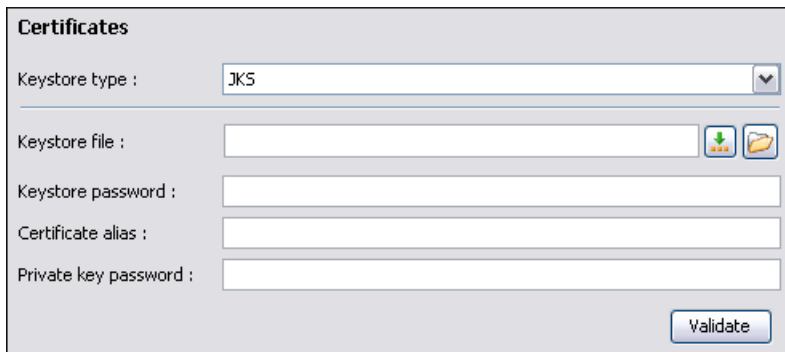 Certificates
Keystore type : JKS
Keystore file :
Keystore password :
Certificate alias :
Private key password :
Validate